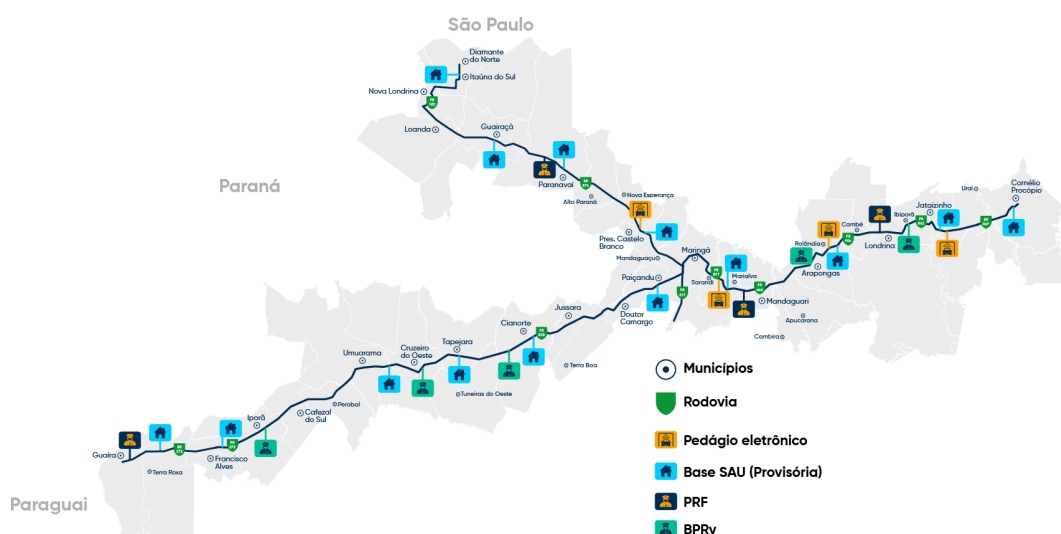 São Paulo
Diamante
do Norte
Itaúna do Sul
Nova Londrina
Loanda
Guairaçá
Paraná
Paranavaí
Alto Paraná
Nova Esperança
Pres. Castelo
Branco
Mandaguaçu
Maringá
Paiçandu
Sarandi
Marialva
Mandaguari
Apucarana
Cambira
Arapongas
Rolândia
Cambé
Londrina
Ibiporã
Jataizinho
Uraí
Cornélio
Procópio
Doutor
Camargo
Jussara
Cianorte
Terra Boa
Tapejara
Tuneiras do Oeste
Cruzeiro
do Oeste
Umuarama
Perobal
Cafezal
do Sul
Iporã
Francisco
Alves
Terra Roxa
Guaíra
Paraguai
Municípios
Rodovia
Pedágio eletrônico
Base SAU (Provisória)
PRF
BPRv